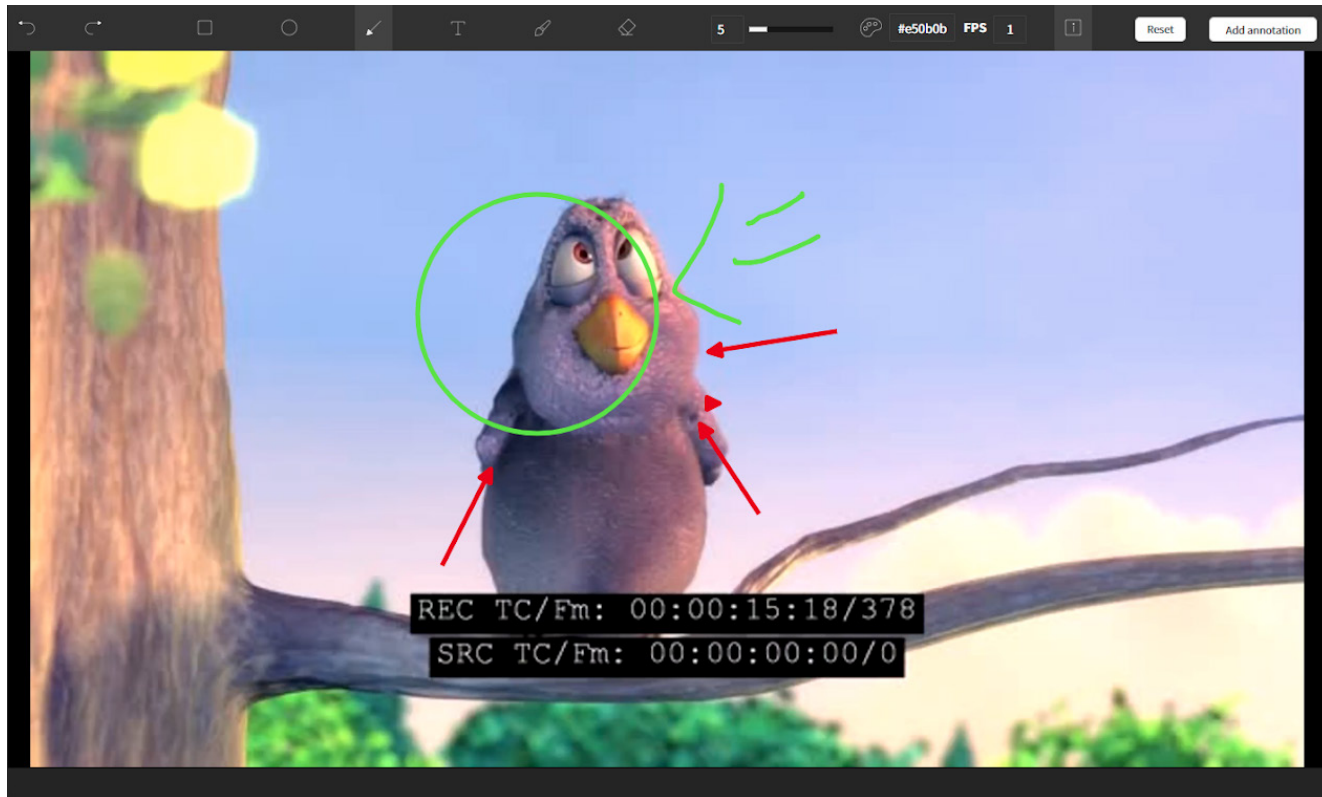 T 5 #e50b0b FPS 1 Reset Add annotation
REC TC/Fm: 00:00:15:18/378
SRC TC/Fm: 00:00:00:00/0